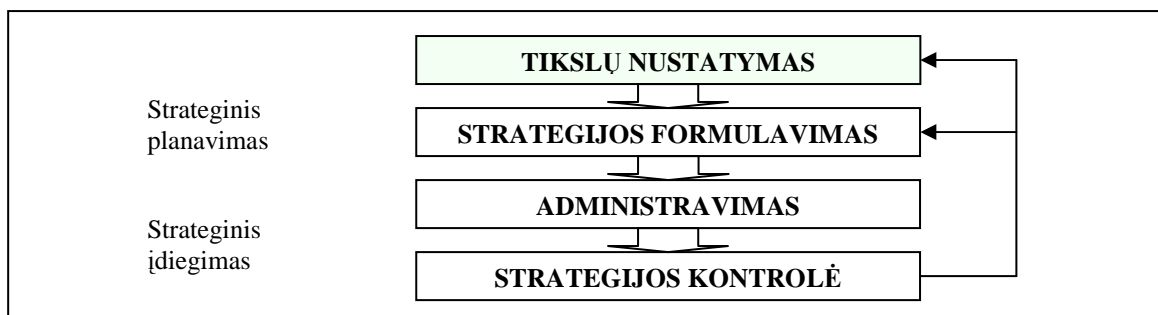 TIKSLŲ NUSTATYMAS
Strateginis
planavimas
STRATEGIJOS FORMULAVIMAS
ADMINISTRAVIMAS
Strateginis
įdiegimas
STRATEGIJOS KONTROLĖ